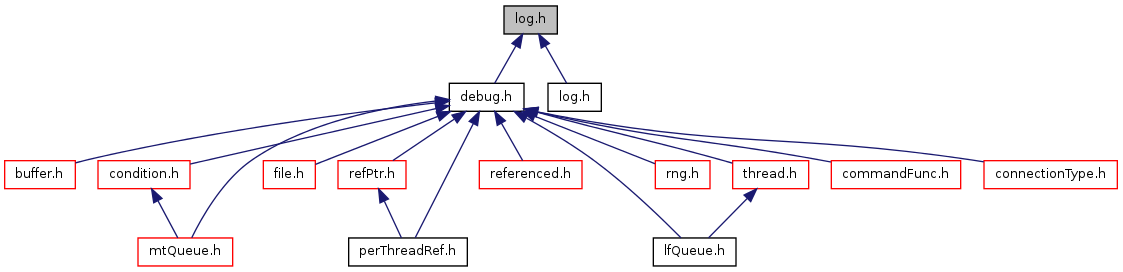 log.h
debug.h
log.h
buffer.h
condition.h
file.h
refPtr.h
referenced.h
rng.h
thread.h
commandFunc.h
connectionType.h
mtQueue.h
perThreadRef.h
lfQueue.h